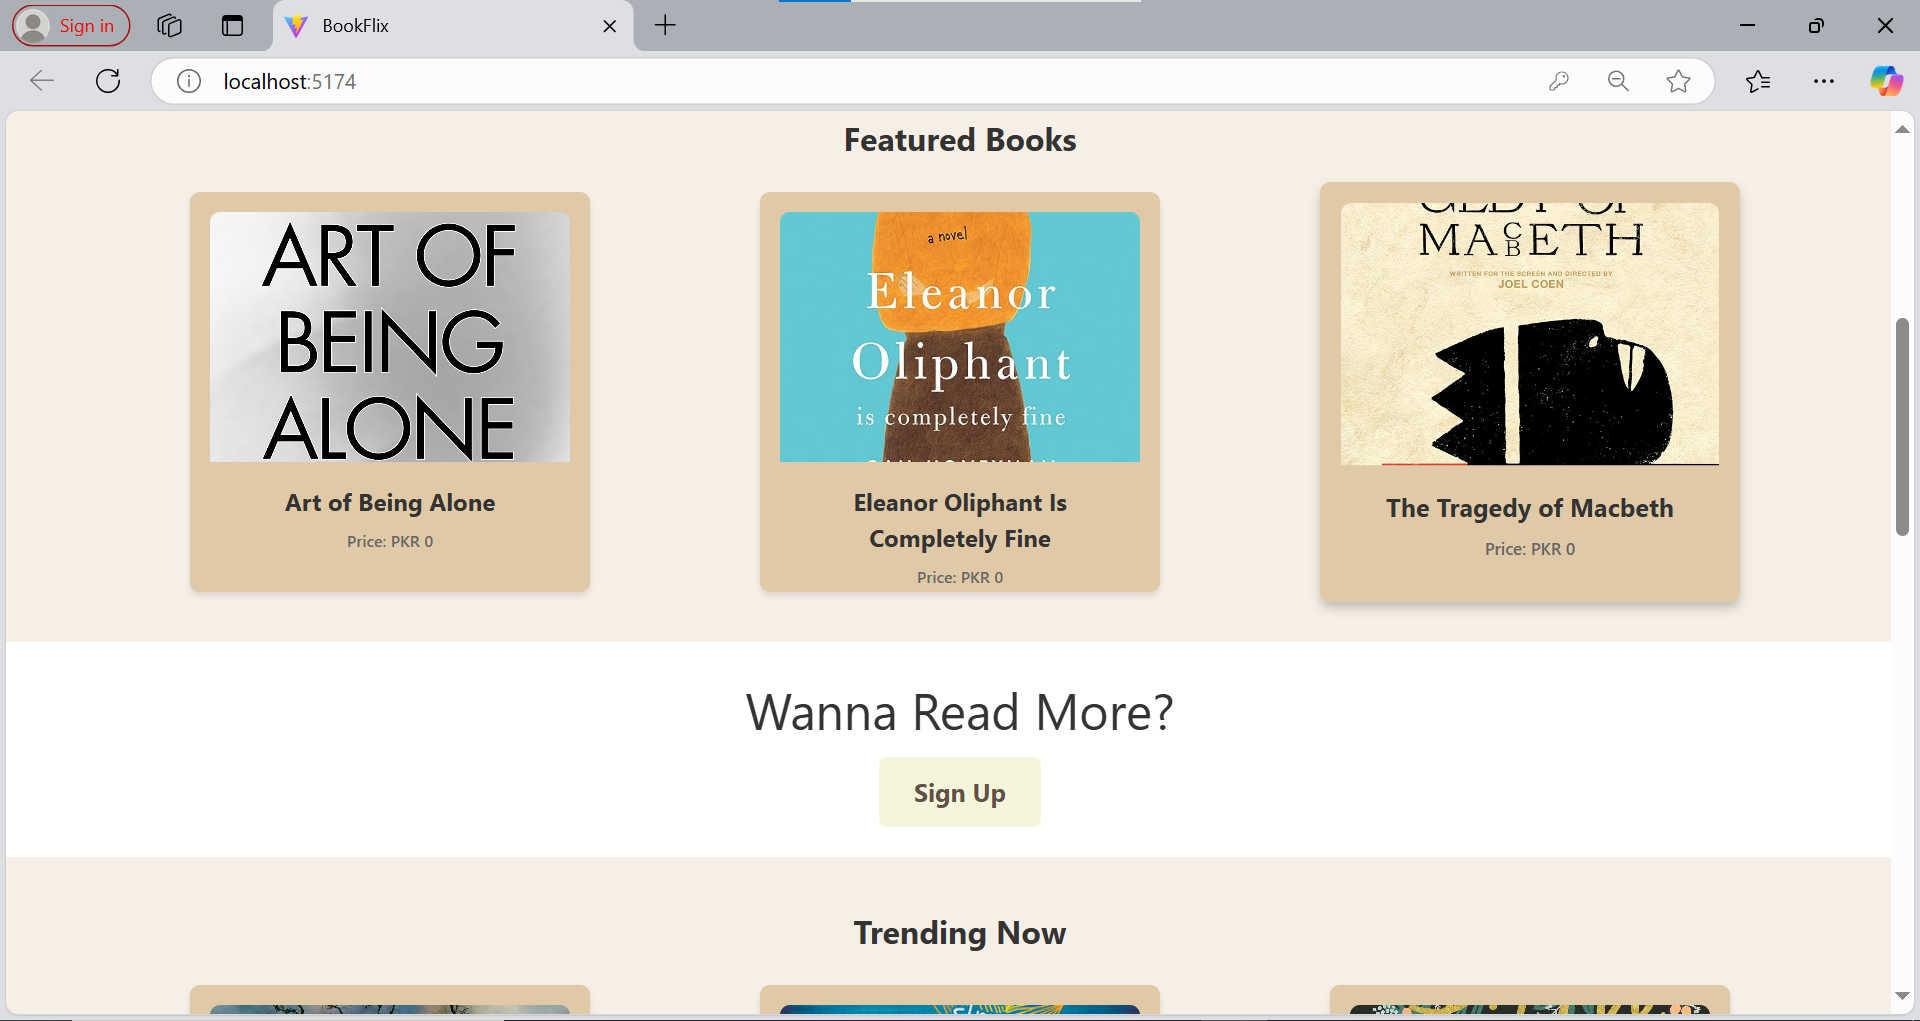 Sign in
BookFlix
localhost:5174
Featured Books
ART OF
BEING
ALONE
a novel
Eleanor
Oliphant
is completely fine
MACBETH
WRITTEN FOR THE SCREEN AND DIRECTED BY
JOEL COEN
Art of Being Alone
Price: PKR 0
Eleanor Oliphant Is
Completely Fine
Price: PKR 0
The Tragedy of Macbeth
Price: PKR 0
Wanna Read More?
Sign Up
Trending Now